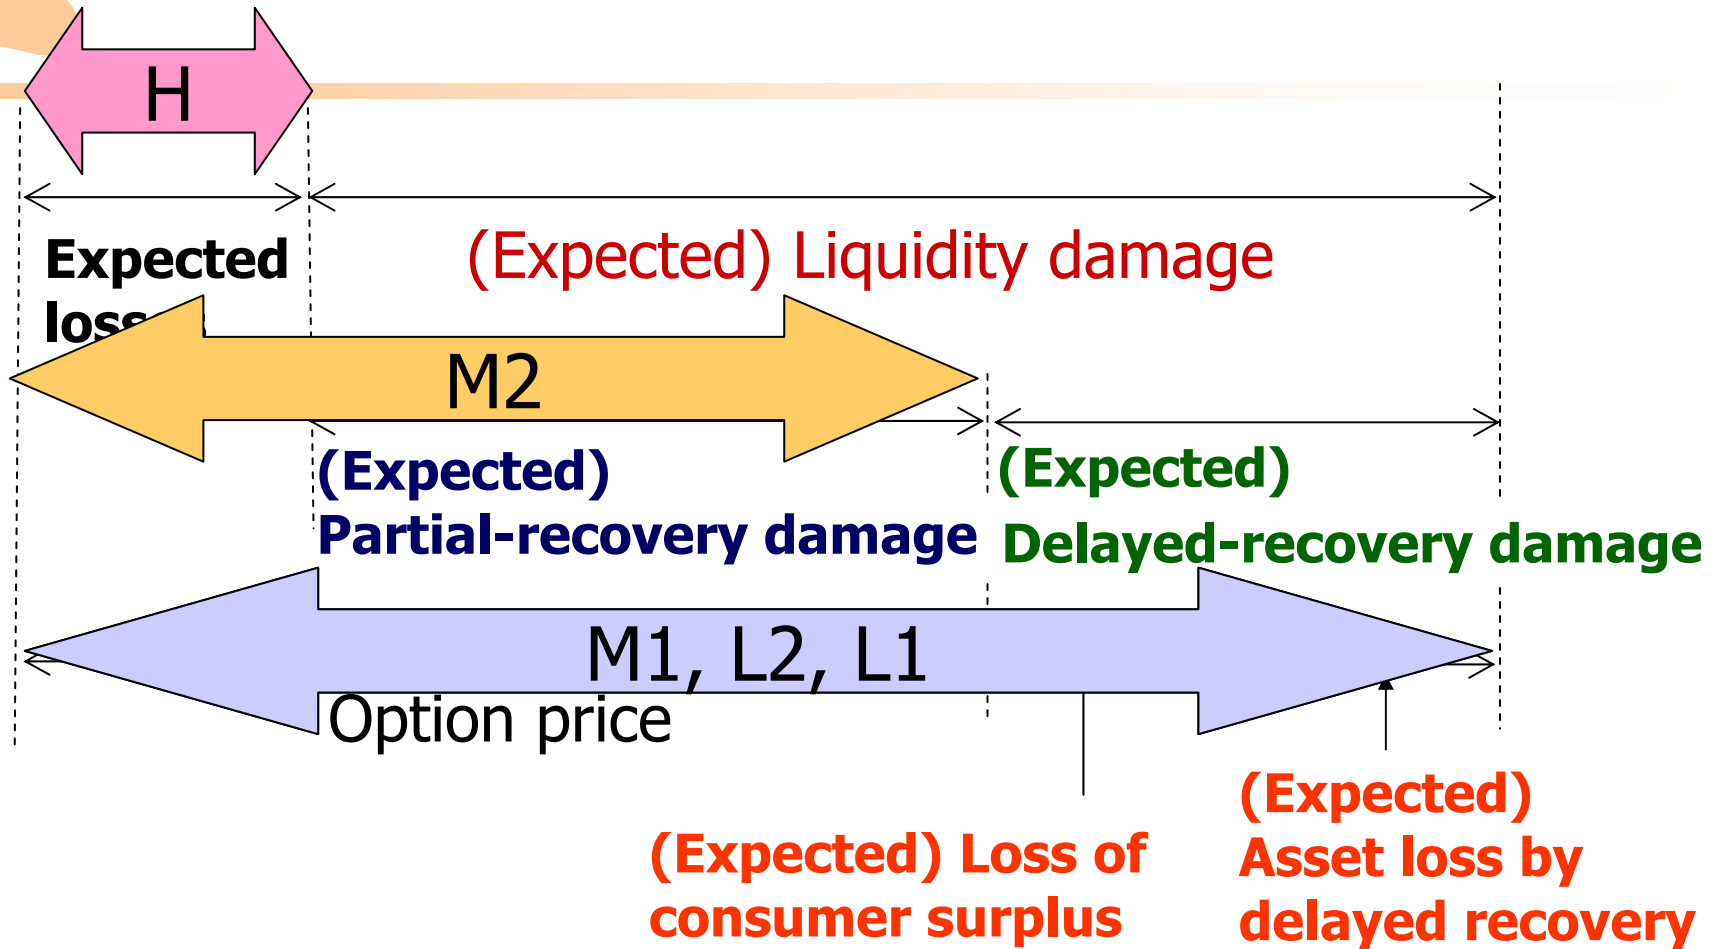 H
Expected
(Expected) Liquidity damage
M2
(Expected)
Partial-recovery damage
(Expected)
Delayed-recovery damage
M1, L2, L1
Option price
(Expected) Loss of
consumer surplus
(Expected)
Asset loss by
delayed recovery